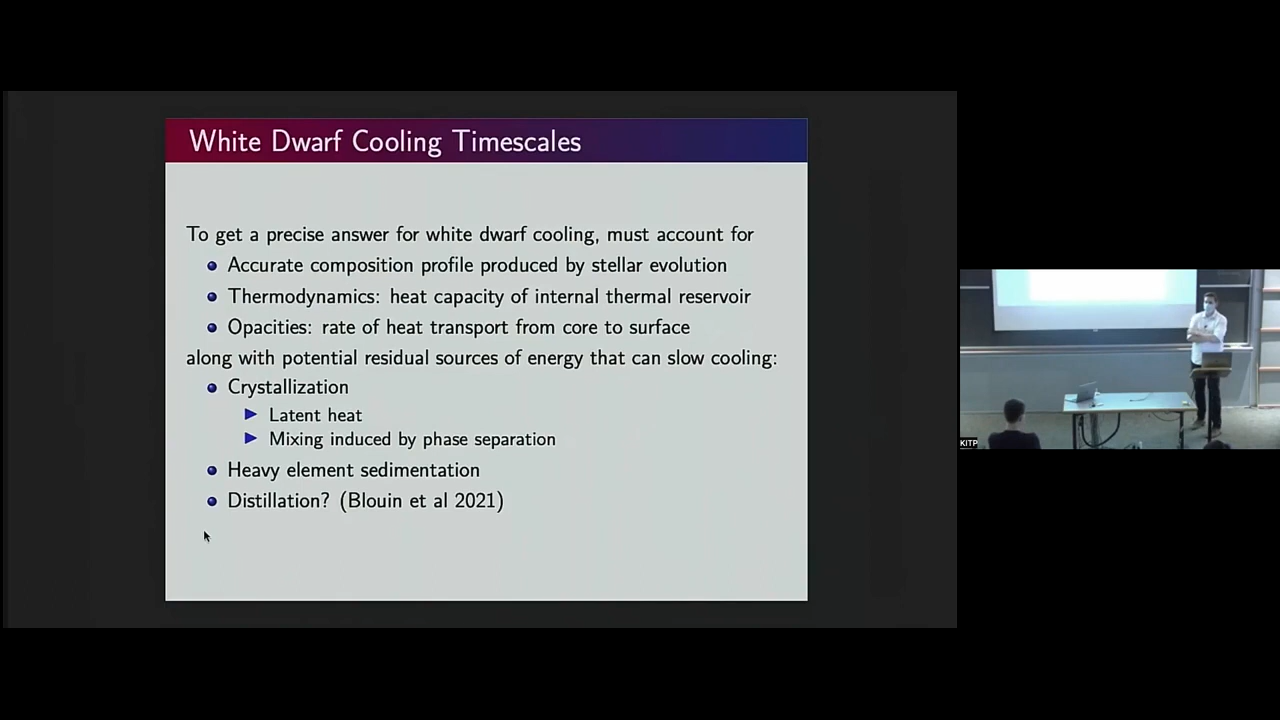 White Dwarf Cooling Timescales
To get a precise answer for white dwarf cooling, must account for
Accurate composition profile produced by stellar evolution
Thermodynamics: heat capacity of internal thermal reservoir
Opacities: rate of heat transport from core to surface
along with potential residual sources of energy that can slow cooling:
Crystallization
Latent heat
Mixing induced by phase separation
Heavy element sedimentation
Distillation? (Blouin et al 2021)
KITP